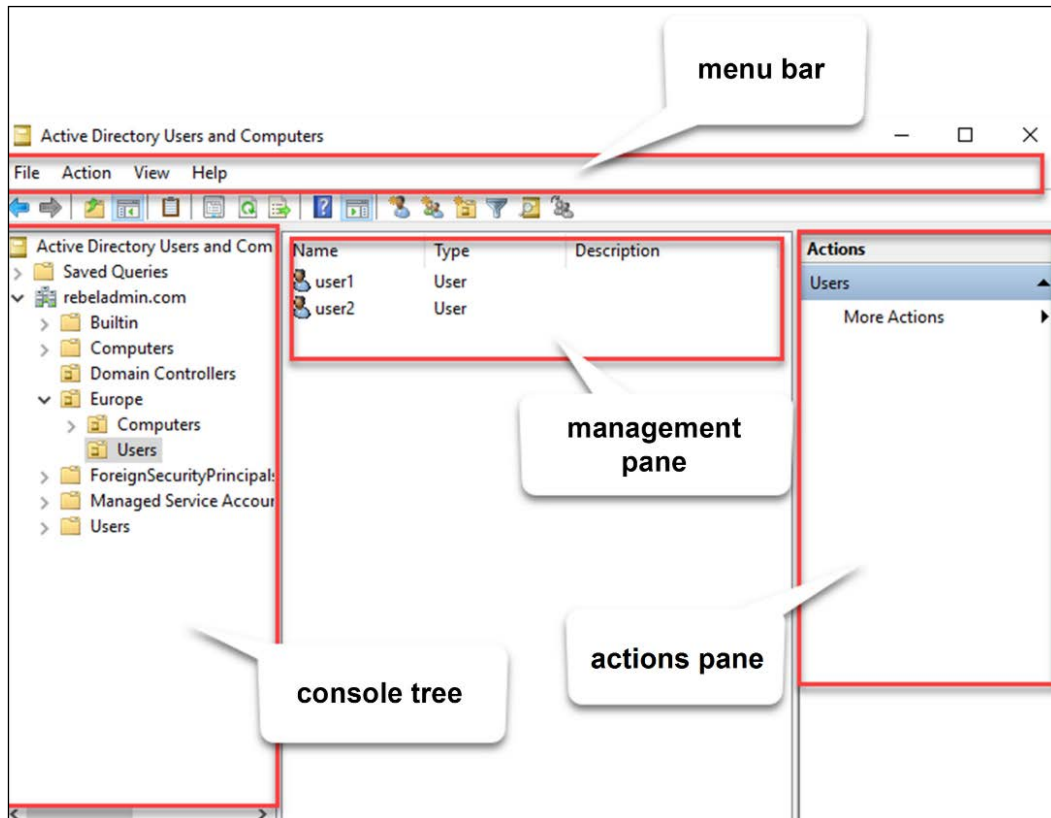 menu bar
Active Directory Users and Computers
File Action View Help
Active Directory Users and Com
Saved Queries
rebeladmin.com
Builtin
Computers
Domain Controllers
Europe
Computers
Users
ForeignSecurityPrincipals
Managed Service Accour
Users
Name Type Description
user1 User
user2 User
management
pane
Actions
Users
More Actions
actions pane
console tree